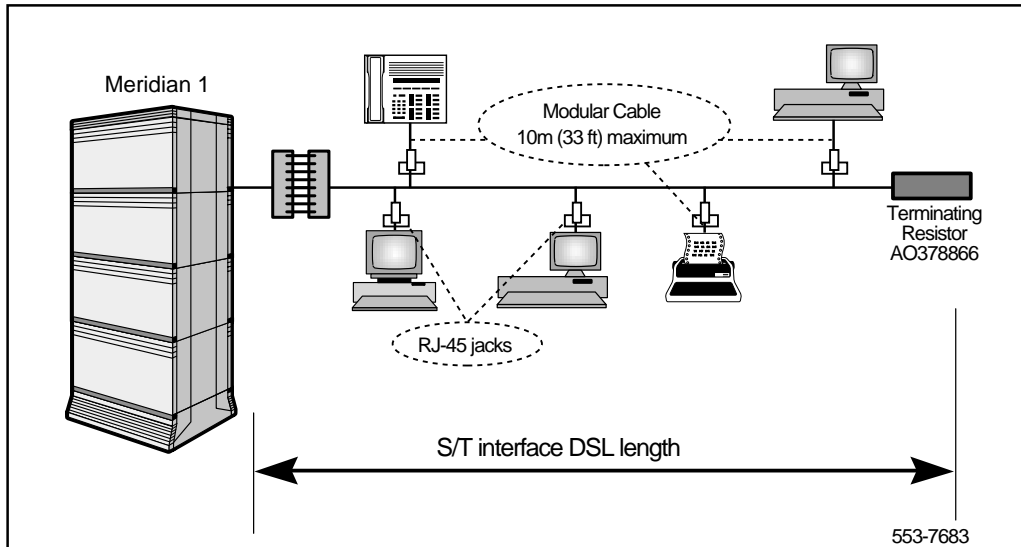 Meridian 1
Modular Cable
10m (33 ft) maximum
Terminating
Resistor
AO378866
RJ-45 jacks
S/T interface DSL length
553-7683